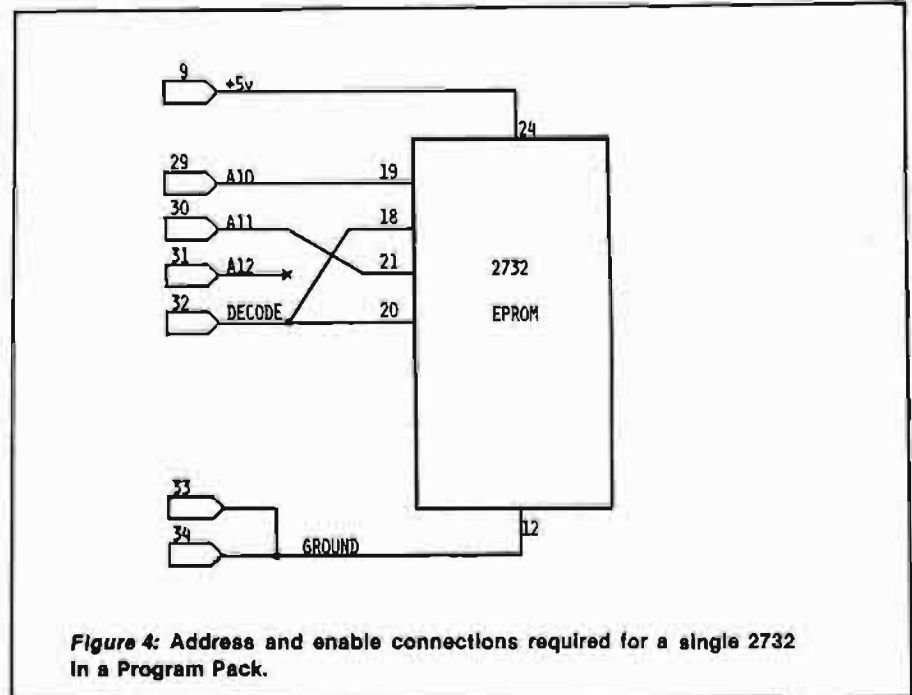 9 +5v
24
29 A10 19
30 A11 18
31 A12 21 2732
32 DECODE 20 EPROM
33
34 GROUND 12
Figure 4: Address and enable connections required for a single 2732
in a Program Pack.